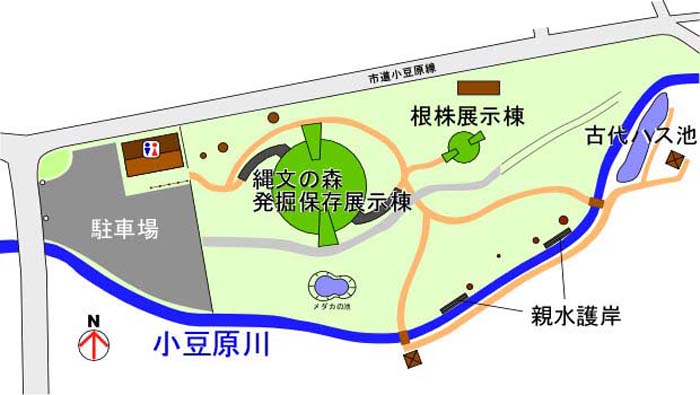 市道小豆原線
根株展示棟
古代ハス池
縄文の森
発掘保存展示棟
駐車場
メダカの池
親水護岸
N
小豆原川